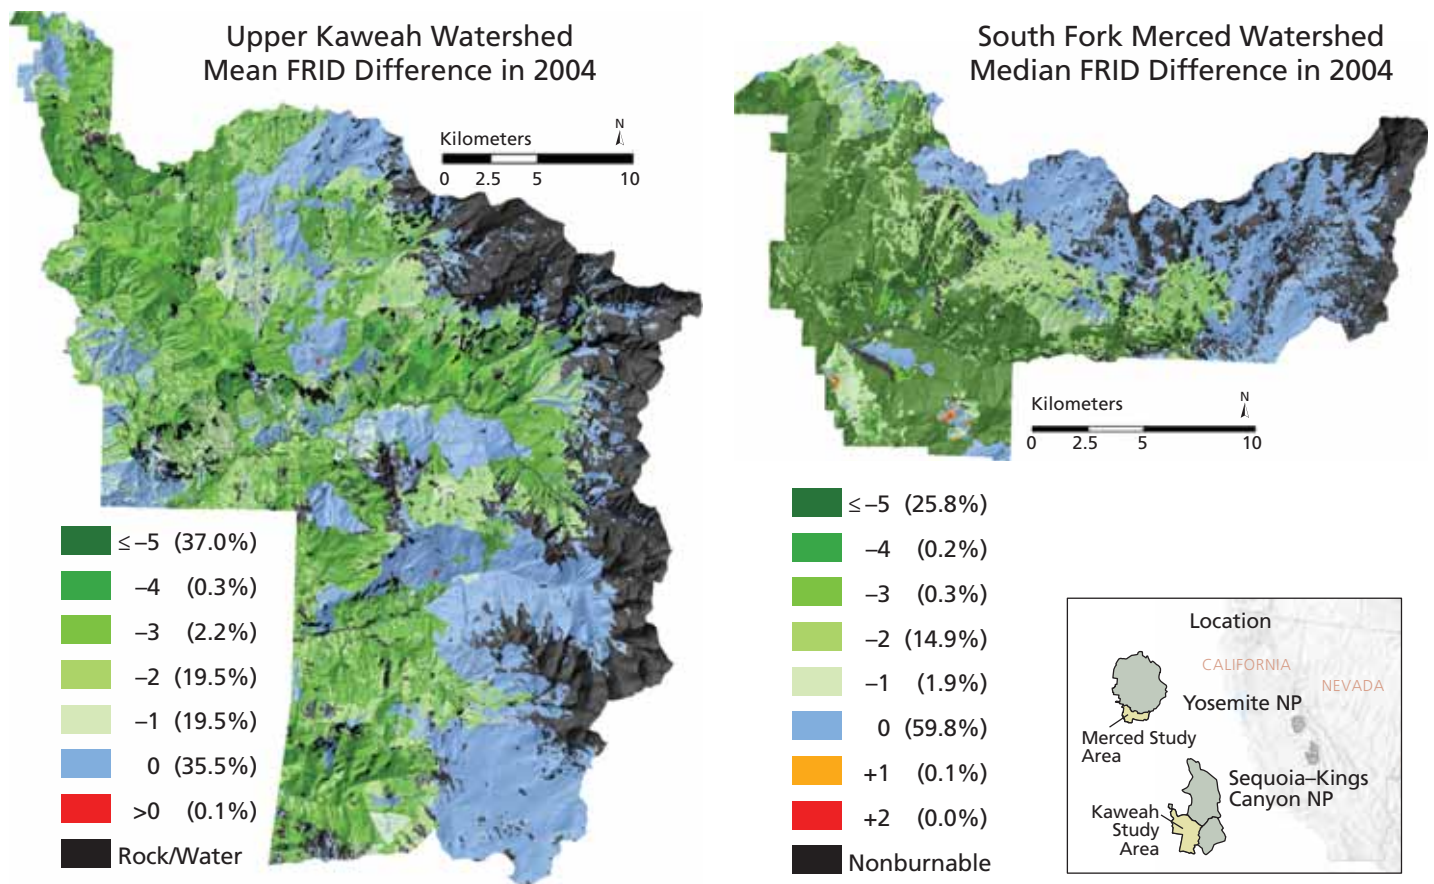 Upper Kaweah Watershed
Mean FRID Difference in 2004
Kilometers
N
0 2.5 5 10
≤ –5 (37.0%)
–4 (0.3%)
–3 (2.2%)
–2 (19.5%)
–1 (19.5%)
0 (35.5%)
>0 (0.1%)
Rock/Water
South Fork Merced Watershed
Median FRID Difference in 2004
Kilometers
N
0 2.5 5 10
≤ –5 (25.8%)
–4 (0.2%)
–3 (0.3%)
–2 (14.9%)
–1 (1.9%)
0 (59.8%)
+1 (0.1%)
+2 (0.0%)
Nonburnable
Location
CALIFORNIA
NEVADA
Yosemite NP
Merced Study
Area
Sequoia–Kings
Canyon NP
Kaweah
Study
Area